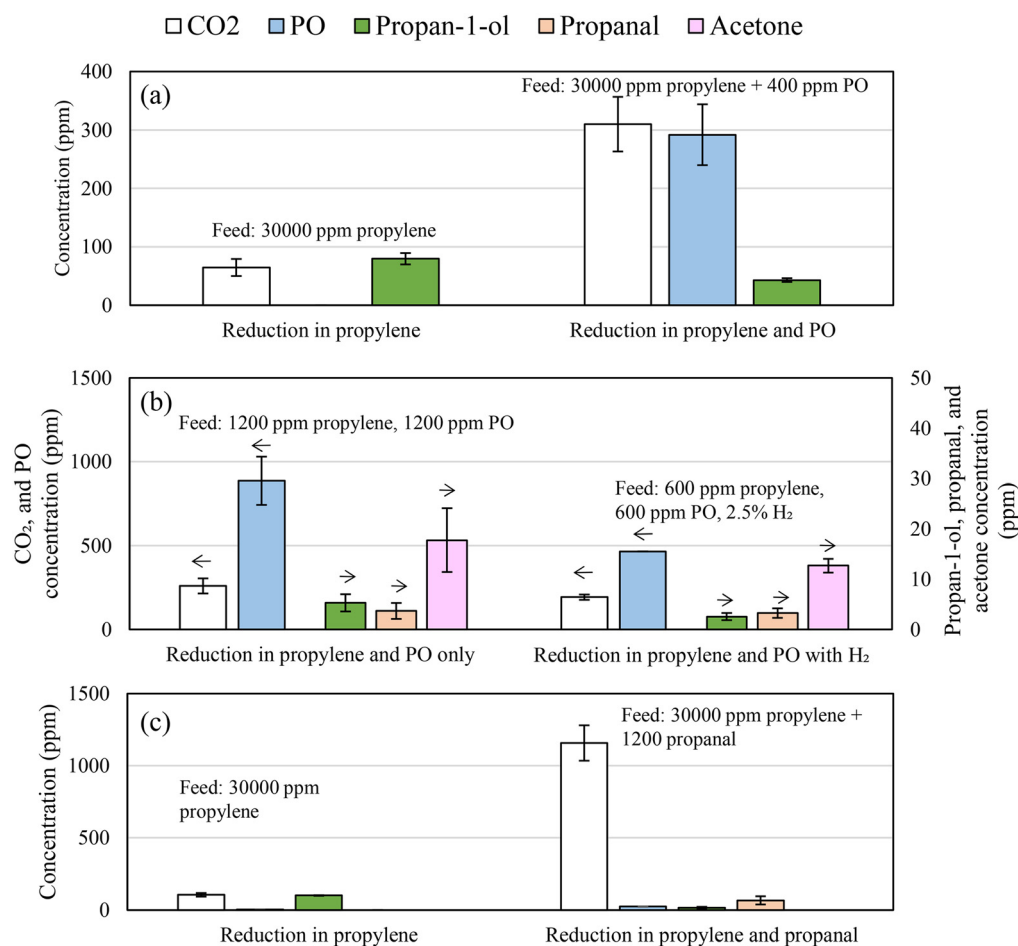 CO2 PO Propan-1-ol Propanal Acetone
(a)
Feed: 30000 ppm propylene + 400 ppm PO
Feed: 30000 ppm propylene
Concentration (ppm)
400
300
200
100
0
Reduction in propylene
Reduction in propylene and PO
(b)
Feed: 1200 ppm propylene, 1200 ppm PO
Feed: 600 ppm propylene,
600 ppm PO, 2.5% H₂
CO₂, and PO
concentration (ppm)
1500
1000
500
0
Propan-1-ol, propanal, and
acetone concentration
(ppm)
50
40
30
20
10
0
Reduction in propylene and PO only
Reduction in propylene and PO with H₂
(c)
Feed: 30000 ppm propylene +
1200 propanal
Feed: 30000 ppm
propylene
Concentration (ppm)
1500
1000
500
0
Reduction in propylene
Reduction in propylene and propanal